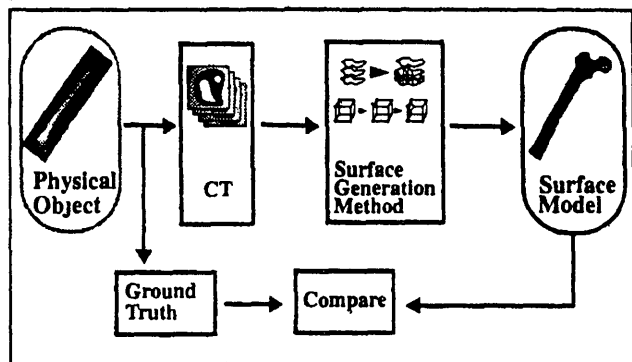 Physical
Object
CT
Surface
Generation
Method
Surface
Model
Ground
Truth
Compare